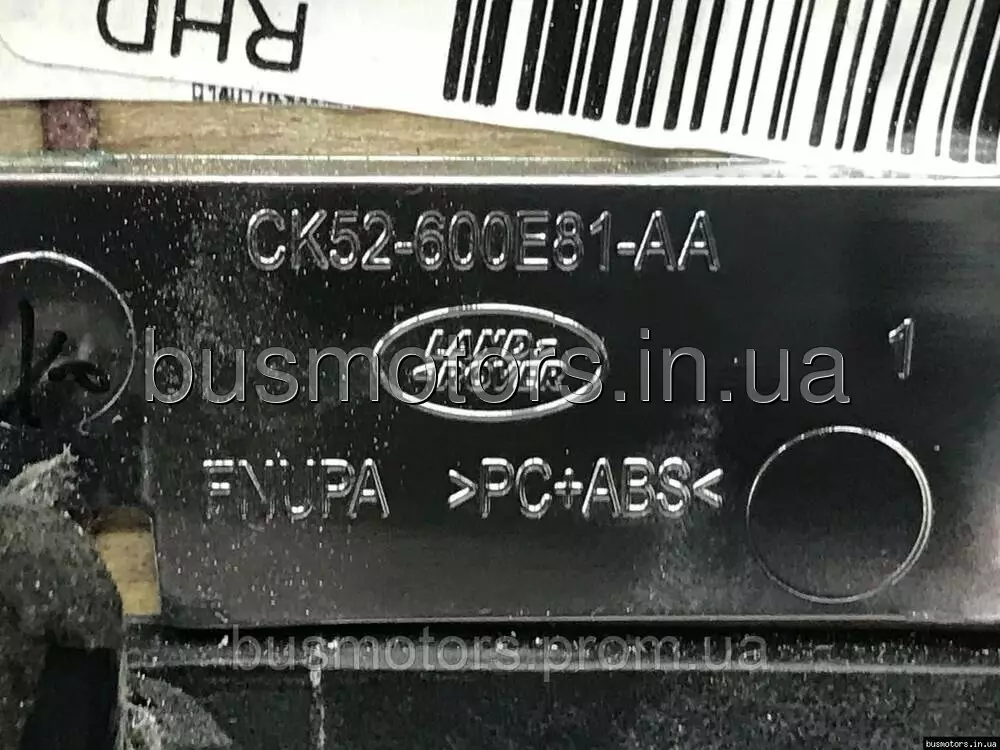 RHD
CK52-600E81-AA
LAND-
ROVER
1
busmotors.in.ua
FNUPA >PC+ABS<
busmotors.prom.ua
busmotors.in.ua